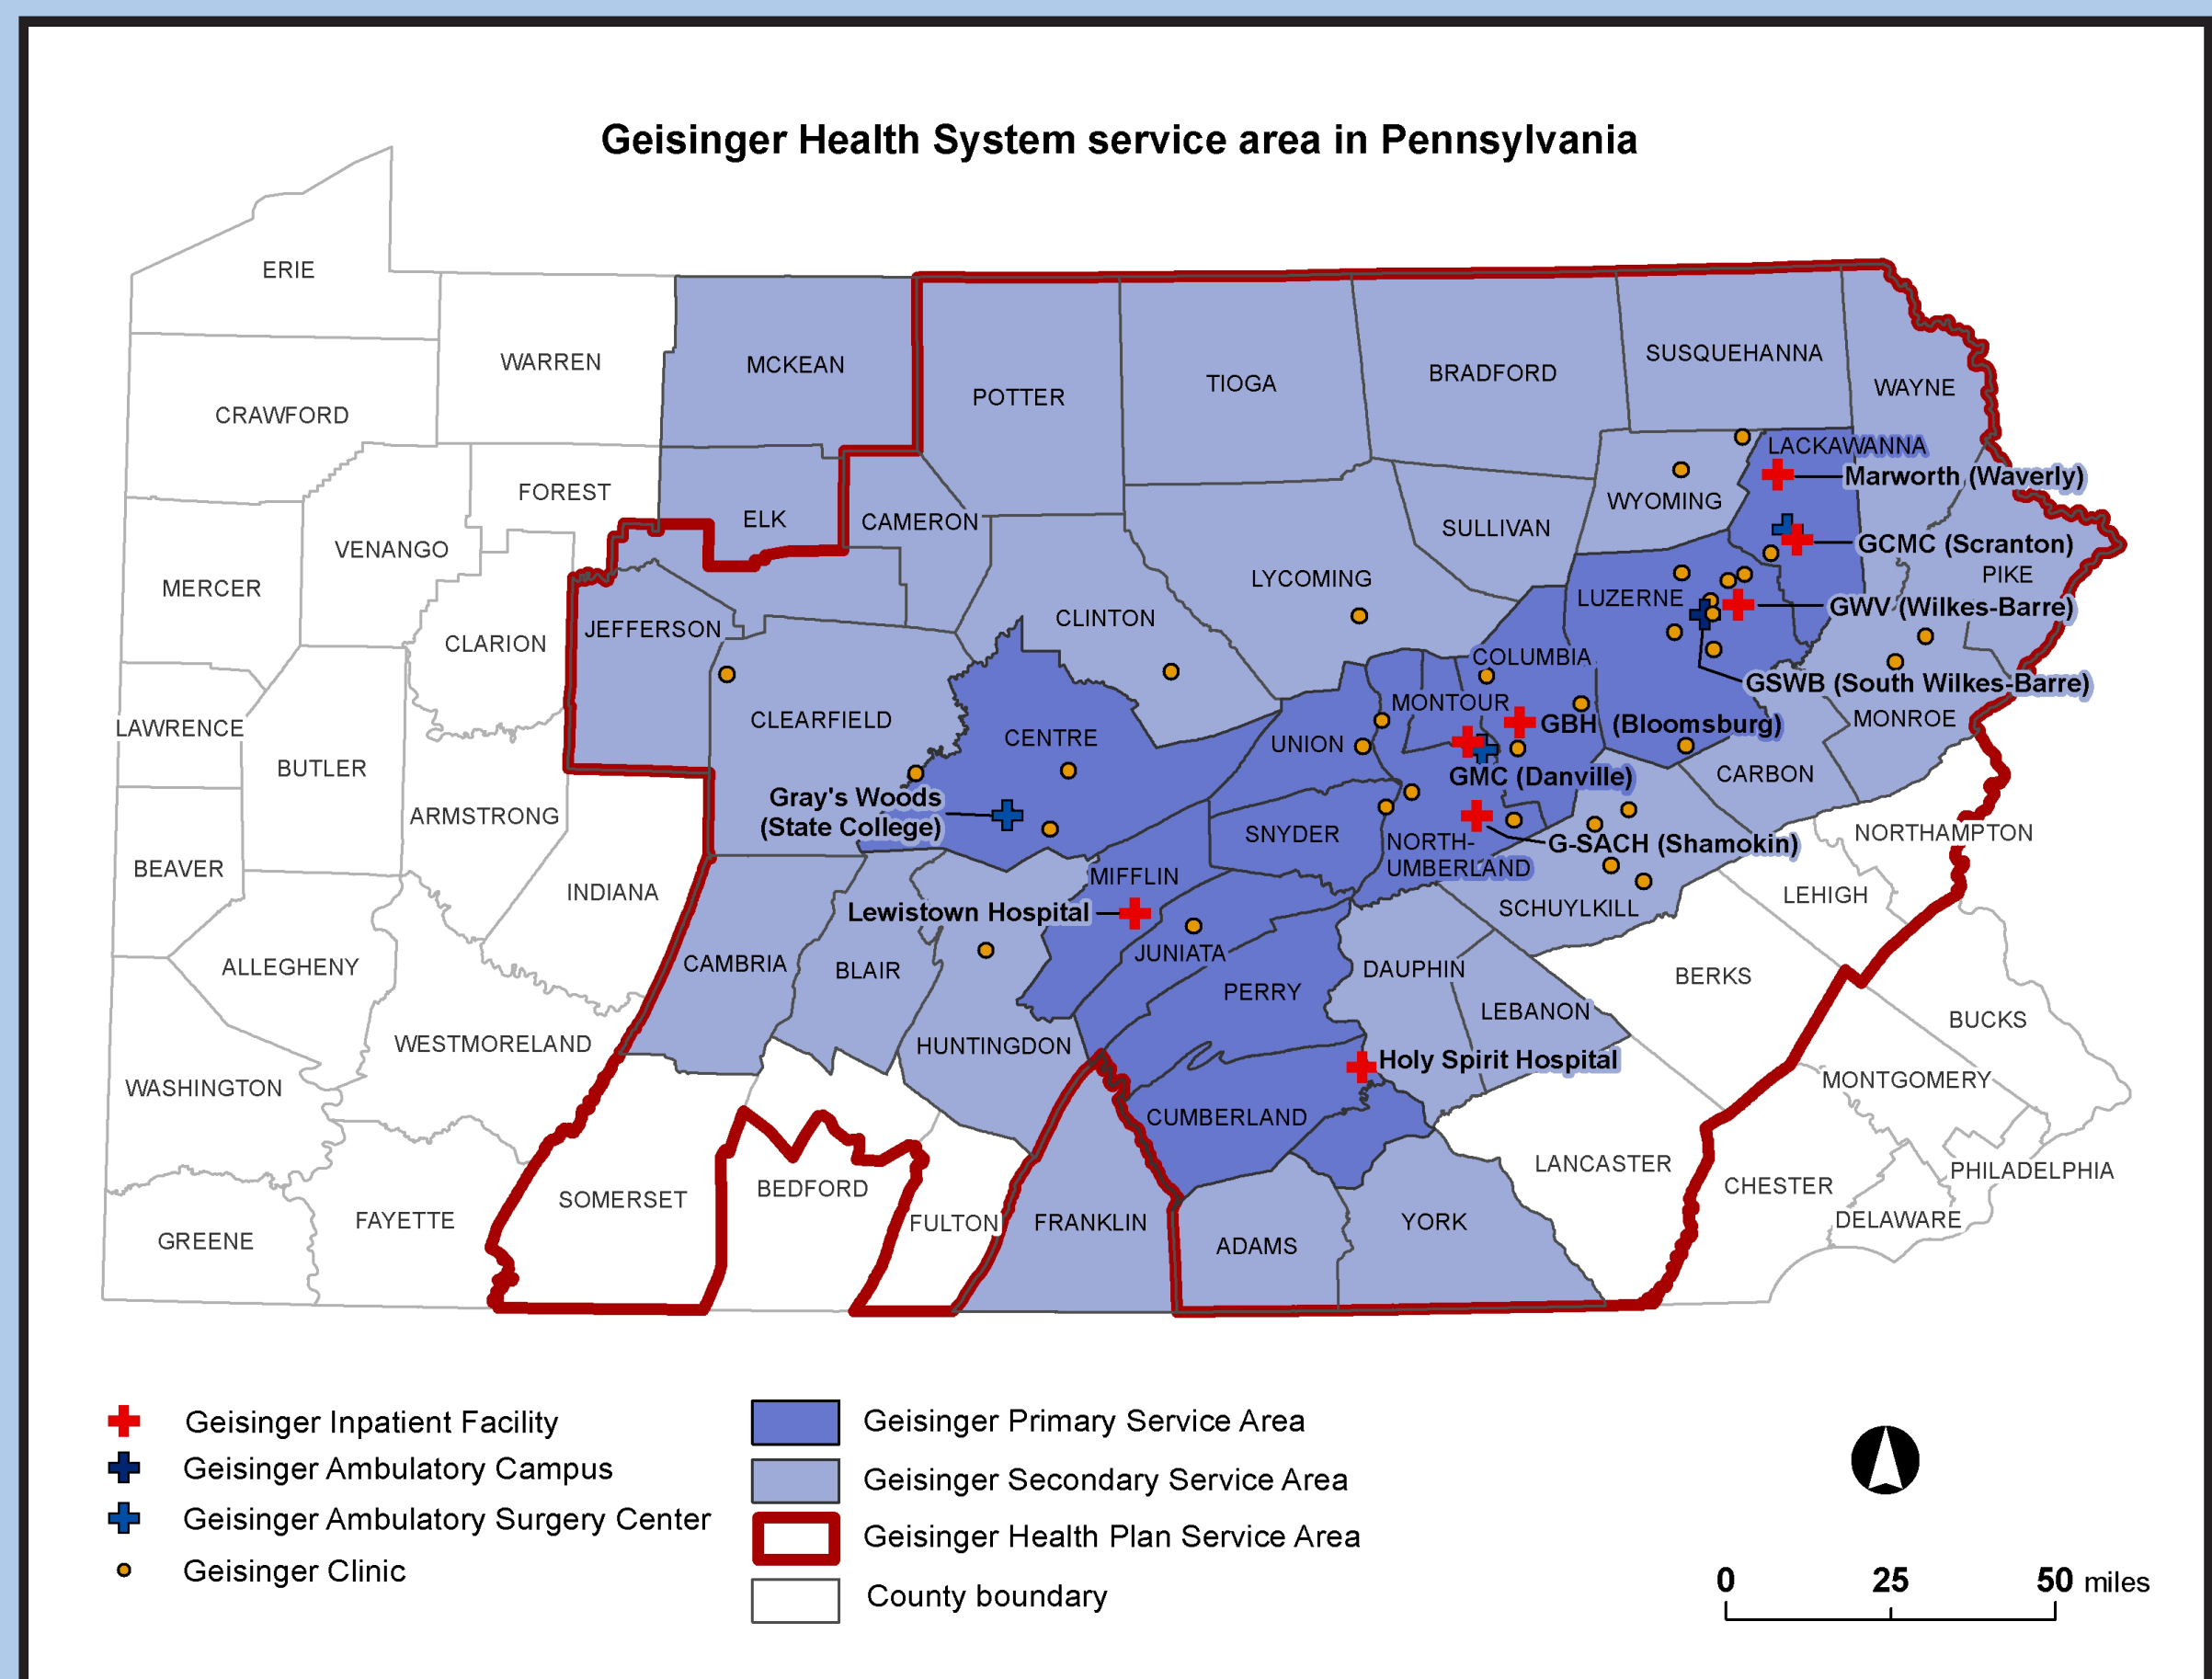 Geisinger Health System service area in Pennsylvania
ERIE
WARREN
MCKEAN
POTTER
TIOGA
BRADFORD
SUSQUEHANNA
WAYNE
CRAWFORD
LACKAWANNA
Marworth (Waverly)
FOREST
ELK
CAMERON
WYOMING
SULLIVAN
VENANGO
GCMC (Scranton)
PIKE
MERCER
LYCOMING
LUZERNE
GWV (Wilkes-Barre)
CLINTON
JEFFERSON
CLARION
COLUMBIA
GSWB (South Wilkes-Barre)
MONTOUR
LAWRENCE
CLEARFIELD
CENTRE
UNION
GBH (Bloomsburg)
MONROE
BUTLER
GMC (Danville)
CARBON
Gray's Woods
(State College)
ARMSTRONG
SNYDER
NORTH-
UMBERLAND
G-SACH (Shamokin)
NORTHAMPTON
BEAVER
MIFFLIN
INDIANA
LEHIGH
Lewistown Hospital
SCHUYLKILL
ALLEGHENY
CAMBRIA
BLAIR
JUNIATA
DAUPHIN
BERKS
PERRY
LEBANON
BUCKS
WESTMORELAND
HUNTINGDON
Holy Spirit Hospital
WASHINGTON
MONTGOMERY
CUMBERLAND
LANCASTER
PHILADELPHIA
SOMERSET
BEDFORD
CHESTER
FAYETTE
FULTON
FRANKLIN
YORK
DELAWARE
GREENE
ADAMS
Geisinger Inpatient Facility
Geisinger Ambulatory Campus
Geisinger Ambulatory Surgery Center
Geisinger Clinic
Geisinger Primary Service Area
Geisinger Secondary Service Area
Geisinger Health Plan Service Area
County boundary
0 25 50 miles